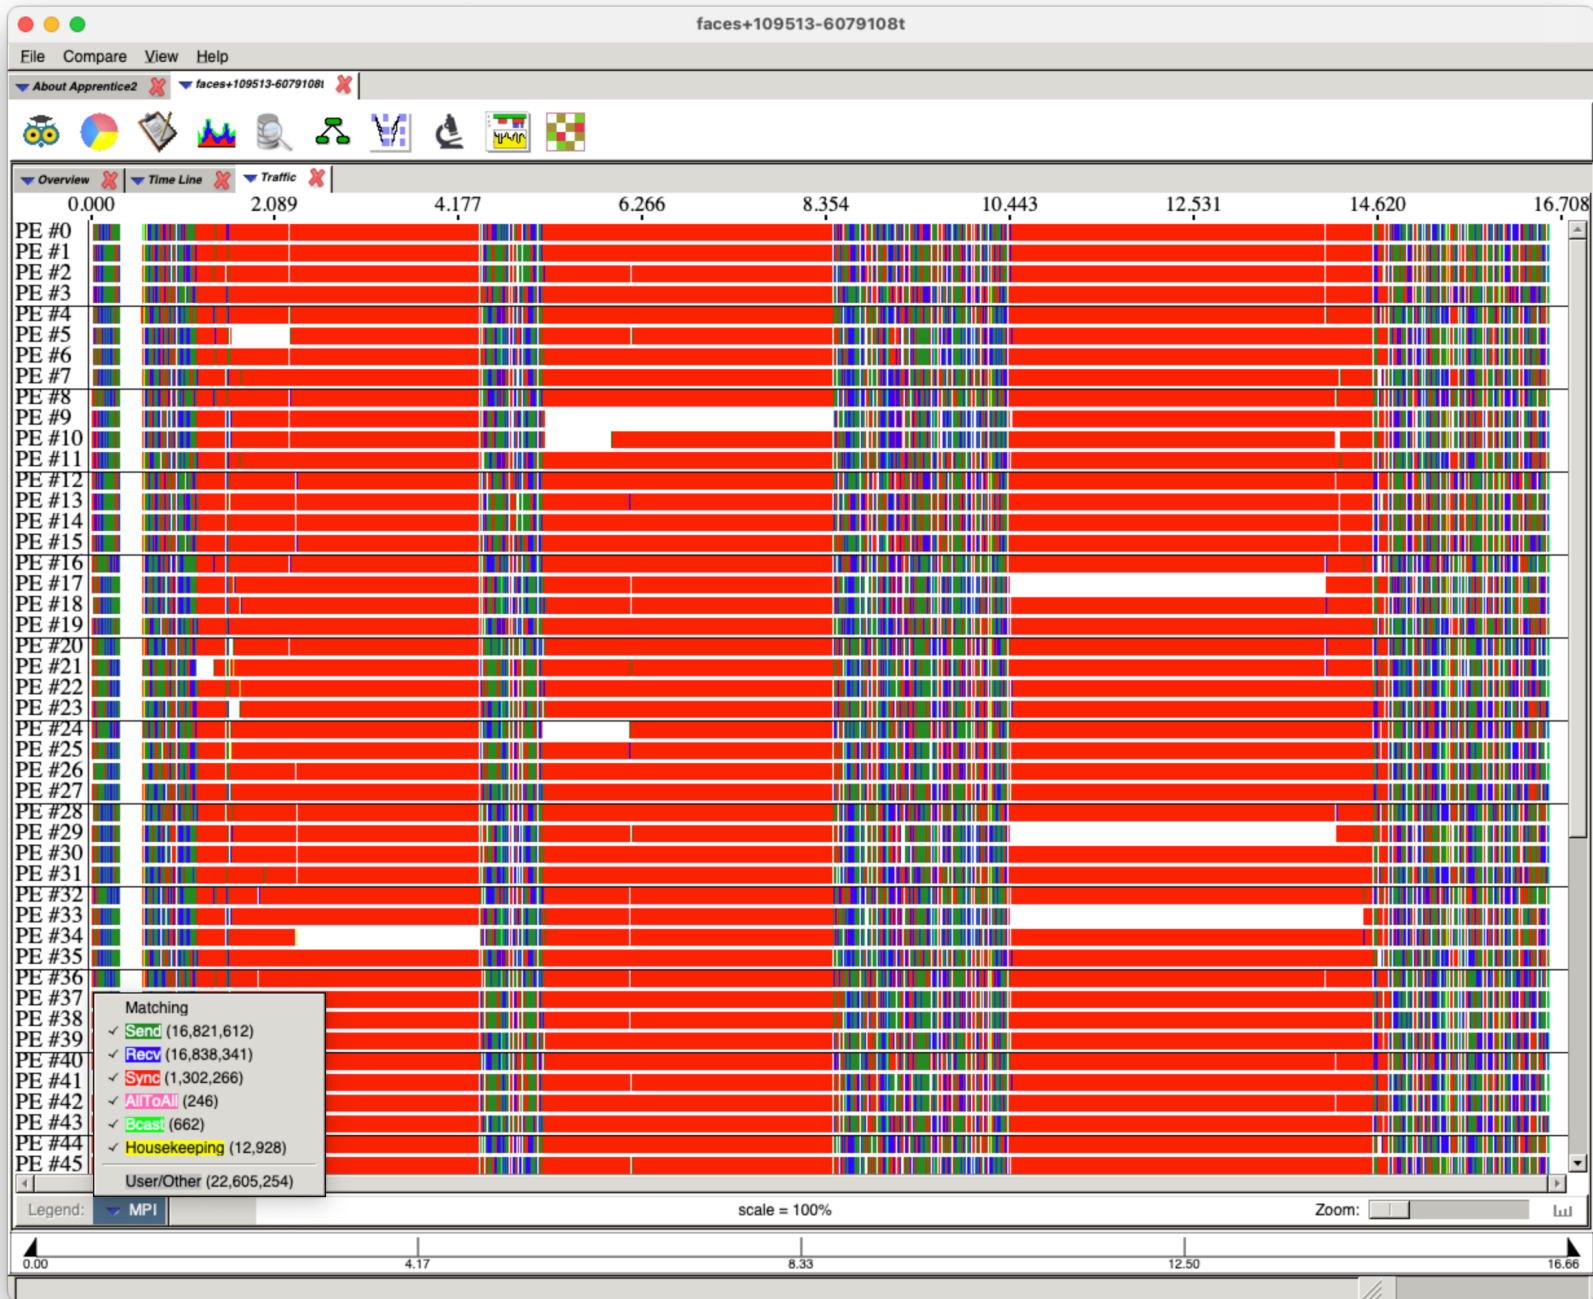 faces+109513-6079108t
File Compare View Help
About Apprentice2 faces+109513-6079108t
Overview Time Line Traffic
0.000 2.089 4.177 6.266 8.354 10.443 12.531 14.620 16.708
PE #0
PE #1
PE #2
PE #3
PE #4
PE #5
PE #6
PE #7
PE #8
PE #9
PE #10
PE #11
PE #12
PE #13
PE #14
PE #15
PE #16
PE #17
PE #18
PE #19
PE #20
PE #21
PE #22
PE #23
PE #24
PE #25
PE #26
PE #27
PE #28
PE #29
PE #30
PE #31
PE #32
PE #33
PE #34
PE #35
PE #36
PE #37
PE #38
PE #39
PE #40
PE #41
PE #42
PE #43
PE #44
PE #45
Matching
✓ Send (16,821,612)
✓ Recv (16,838,341)
✓ Sync (1,302,266)
✓ AllToAll (246)
✓ Bcast (662)
✓ Housekeeping (12,928)
User/Other (22,605,254)
Legend: MPI scale = 100% Zoom:
0.00 4.17 8.33 12.50 16.66